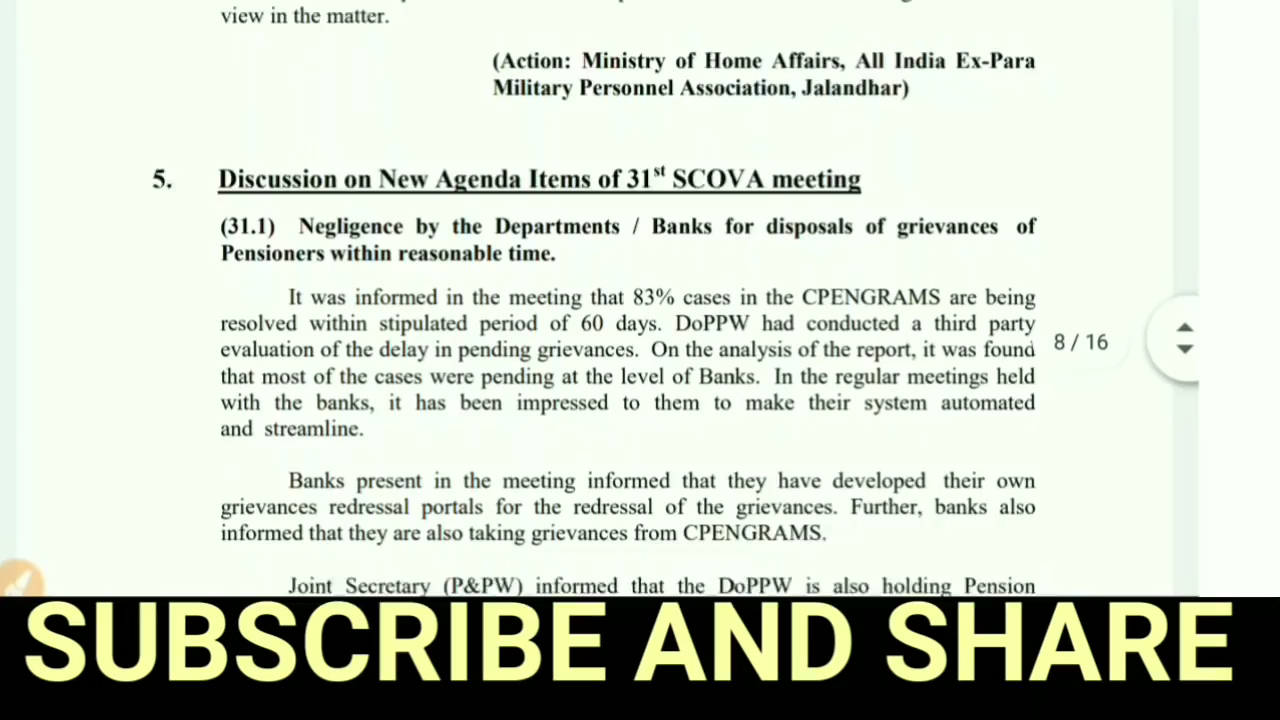 view in the matter.
(Action: Ministry of Home Affairs, All India Ex-Para
Military Personnel Association, Jalandhar)
5. Discussion on New Agenda Items of 31st SCOVA meeting
(31.1) Negligence by the Departments / Banks for disposals of grievances of
Pensioners within reasonable time.
It was informed in the meeting that 83% cases in the CPENGRAMS are being
resolved within stipulated period of 60 days. DoPPW had conducted a third party
evaluation of the delay in pending grievances. On the analysis of the report, it was found
that most of the cases were pending at the level of Banks. In the regular meetings held
with the banks, it has been impressed to them to make their system automated
and streamline.
8 / 16
Banks present in the meeting informed that they have developed their own
grievances redressal portals for the redressal of the grievances. Further, banks also
informed that they are also taking grievances from CPENGRAMS.
Joint Secretary (P&PW) informed that the DoPPW is also holding Pension
SUBSCRIBE AND SHARE